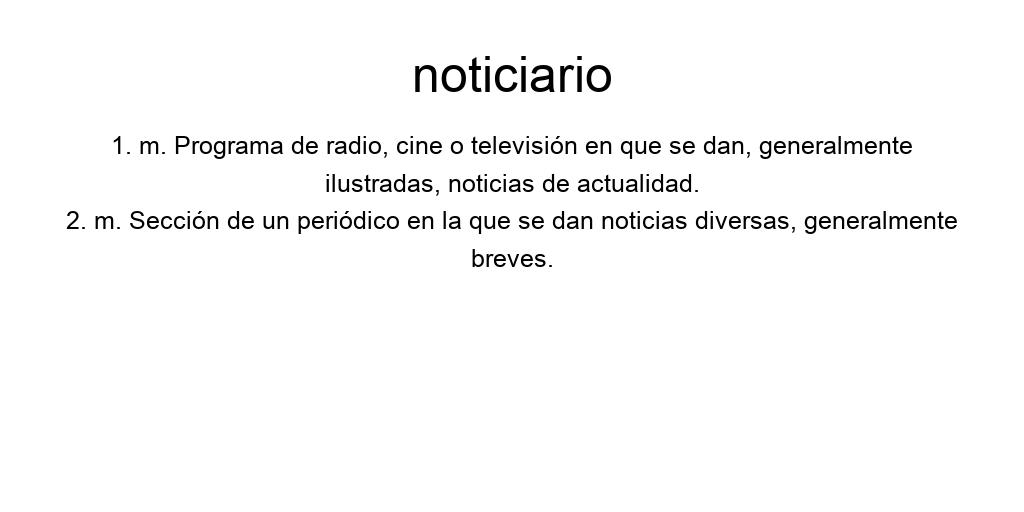 noticiario
1. m. Programa de radio, cine o televisión en que se dan, generalmente
ilustradas, noticias de actualidad.
2. m. Sección de un periódico en la que se dan noticias diversas, generalmente
breves.